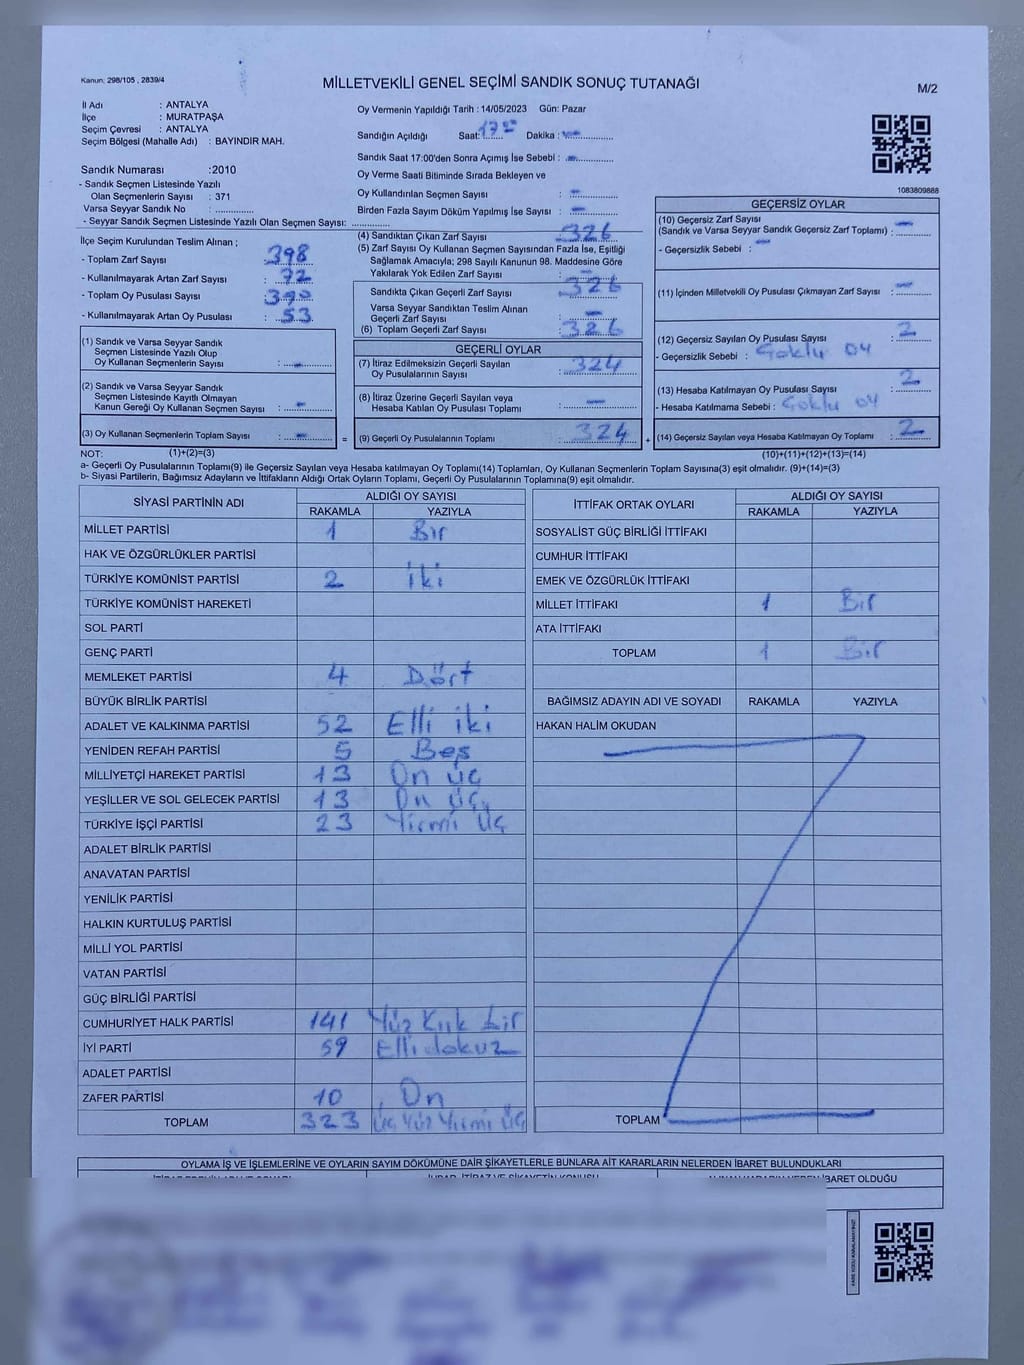 Kanun: 298/105 , 2839/4
MİLLETVEKİLİ GENEL SEÇİMİ SANDIK SONUÇ TUTANAĞI
M/2
İl Adı : ANTALYA
İlçe : MURATPAŞA
Seçim Çevresi : ANTALYA
Seçim Bölgesi (Mahalle Adı) : BAYINDIR MAH.
Sandık Numarası :2010
- Sandık Seçmen Listesinde Yazılı
Olan Seçmenlerin Sayısı : 371
Varsa Seyyar Sandık No : ..............
- Seyyar Sandık Seçmen Listesinde Yazılı Olan Seçmen Sayısı: ..............
Oy Vermenin Yapıldığı Tarih : 14/05/2023 Gün: Pazar
Sandığın Açıldığı Saat: 17 Dakika : —
Sandık Saat 17:00'den Sonra Açımış İse Sebebi : —
Oy Verme Saati Bitiminde Sırada Bekleyen ve
Oy Kullandırılan Seçmen Sayısı : —
Birden Fazla Sayım Döküm Yapılmış İse Sayısı : —
1083809888
İlçe Seçim Kurulundan Teslim Alınan ;
- Toplam Zarf Sayısı : 398
- Kullanılmayarak Artan Zarf Sayısı : 72
- Toplam Oy Pusulası Sayısı :
- Kullanılmayarak Artan Oy Pusulası : 53
(4) Sandıktan Çıkan Zarf Sayısı : 326
(5) Zarf Sayısı Oy Kullanan Seçmen Sayısından Fazla İse, Eşitliği
Sağlamak Amacıyla; 298 Sayılı Kanunun 98. Maddesine Göre
Yakılarak Yok Edilen Zarf Sayısı : —
Sandıkta Çıkan Geçerli Zarf Sayısı : 326
Varsa Seyyar Sandıktan Teslim Alınan
Geçerli Zarf Sayısı : —
(6) Toplam Geçerli Zarf Sayısı : 326
GEÇERSİZ OYLAR
(10) Geçersiz Zarf Sayısı
(Sandık ve Varsa Seyyar Sandık Geçersiz Zarf Toplamı) : —
- Geçersizlik Sebebi : —
(11) İçinden Milletvekili Oy Pusulası Çıkmayan Zarf Sayısı : —
(12) Geçersiz Sayılan Oy Pusulası Sayısı : 2
- Geçersizlik Sebebi : Goklu 04
(13) Hesaba Katılmayan Oy Pusulası Sayısı : 2
- Hesaba Katılmama Sebebi : Goklu 04
(14) Geçersiz Sayılan veya Hesaba Katılmayan Oy Toplamı : 2
(10)+(11)+(12)+(13)=(14)
(1) Sandık ve Varsa Seyyar Sandık
Seçmen Listesinde Yazılı Olup
Oy Kullanan Seçmenlerin Sayısı : —
(2) Sandık ve Varsa Seyyar Sandık
Seçmen Listesinde Kayıtlı Olmayan
Kanun Gereği Oy Kullanan Seçmen Sayısı : —
(3) Oy Kullanan Seçmenlerin Toplam Sayısı : — =
GEÇERLİ OYLAR
(7) İtiraz Edilmeksizin Geçerli Sayılan
Oy Pusulalarının Sayısı : 324
(8) İtiraz Üzerine Geçerli Sayılan veya
Hesaba Katılan Oy Pusulası Toplamı : —
(9) Geçerli Oy Pusulalarının Toplamı : 324 +
NOT: (1)+(2)=(3)
a- Geçerli Oy Pusulalarının Toplamı(9) ile Geçersiz Sayılan veya Hesaba katılmayan Oy Toplamı(14) Toplamları, Oy Kullanan Seçmenlerin Toplam Sayısına(3) eşit olmalıdır. (9)+(14)=(3)
b- Siyasi Partilerin, Bağımsız Adayların ve İttifakların Aldığı Ortak Oyların Toplamı, Geçerli Oy Pusulalarının Toplamına(9) eşit olmalıdır.
SİYASİ PARTİNİN ADI ALDIĞI OY SAYISI
RAKAMLA YAZIYLA
MİLLET PARTİSİ 1 Bir
HAK VE ÖZGÜRLÜKLER PARTİSİ
TÜRKİYE KOMÜNİST PARTİSİ 2 İki
TÜRKİYE KOMÜNİST HAREKETİ
SOL PARTİ
GENÇ PARTİ
MEMLEKET PARTİSİ 4 Dört
BÜYÜK BİRLİK PARTİSİ
ADALET VE KALKINMA PARTİSİ 52 Elli iki
YENİDEN REFAH PARTİSİ 5 Beş
MİLLİYETÇİ HAREKET PARTİSİ 13 On üç
YEŞİLLER VE SOL GELECEK PARTİSİ 13 On üç
TÜRKİYE İŞÇİ PARTİSİ 23 Yirmi üç
ADALET BİRLİK PARTİSİ
ANAVATAN PARTİSİ
YENİLİK PARTİSİ
HALKIN KURTULUŞ PARTİSİ
MİLLİ YOL PARTİSİ
VATAN PARTİSİ
GÜÇ BİRLİĞİ PARTİSİ
CUMHURİYET HALK PARTİSİ 141 Yüz Kırk bir
İYİ PARTİ 59 Elli dokuz
ADALET PARTİSİ
ZAFER PARTİSİ 10 On
TOPLAM 323 Üç Yüz Yirmi Üç
İTTİFAK ORTAK OYLARI ALDIĞI OY SAYISI
RAKAMLA YAZIYLA
SOSYALİST GÜÇ BİRLİĞİ İTTİFAKI
CUMHUR İTTİFAKI
EMEK VE ÖZGÜRLÜK İTTİFAKI
MİLLET İTTİFAKI 1 Bir
ATA İTTİFAKI
TOPLAM 1 Bir
BAĞIMSIZ ADAYIN ADI VE SOYADI RAKAMLA YAZIYLA
HAKAN HALİM OKUDAN
TOPLAM
OYLAMA İŞ VE İŞLEMLERİNE VE OYLARIN SAYIM DÖKÜMÜNE DAİR ŞİKAYETLERLE BUNLARA AİT KARARLARIN NELERDEN İBARET BULUNDUKLARI
İBARET OLDUĞU